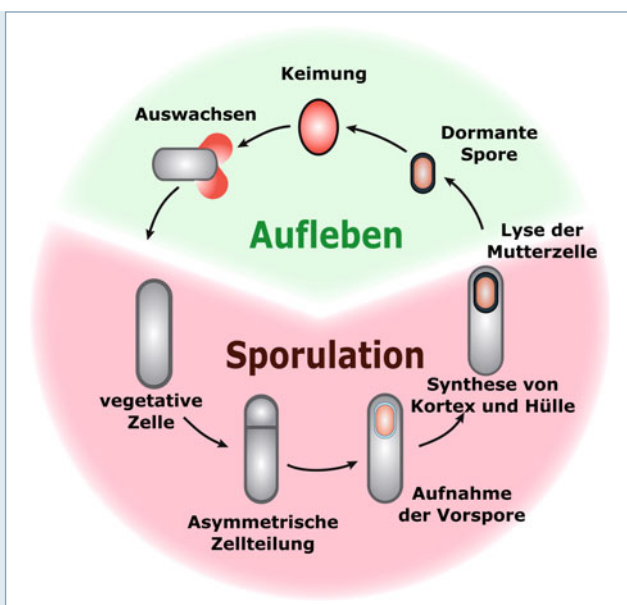 Keimung
Auswachsen
Dormante
Spore
Aufleben
Lyse der
Mutterzelle
Sporulation
vegetative
Zelle
Synthese von
Kortex und Hülle
Asymmetrische
Zellteilung
Aufnahme
der Vorspore